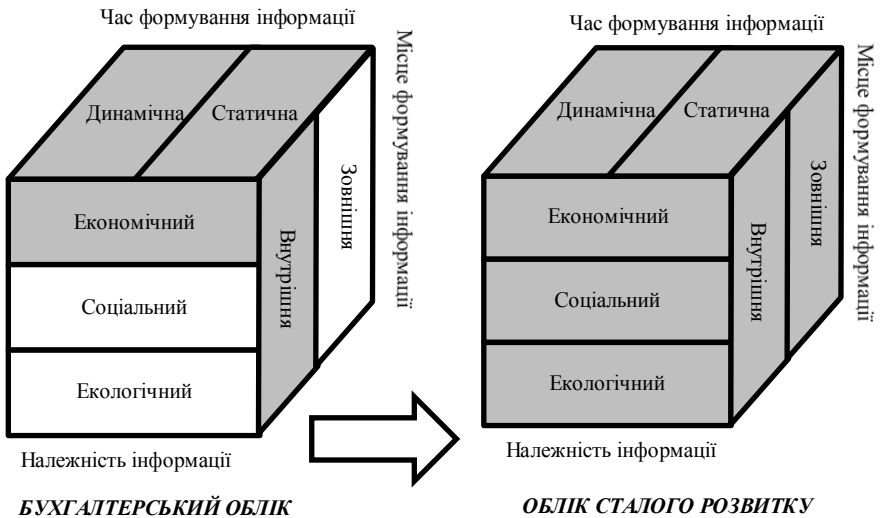 Час формування інформації
Динамічна
Статична
Місце формування інформації
Зовнішня
Внутрішня
Економічний
Соціальний
Екологічний
Належність інформації
БУХГАЛТЕРСЬКИЙ ОБЛІК
Час формування інформації
Динамічна
Статична
Місце формування інформації
Зовнішня
Внутрішня
Економічний
Соціальний
Екологічний
Належність інформації
ОБЛІК СТАЛОГО РОЗВИТКУ